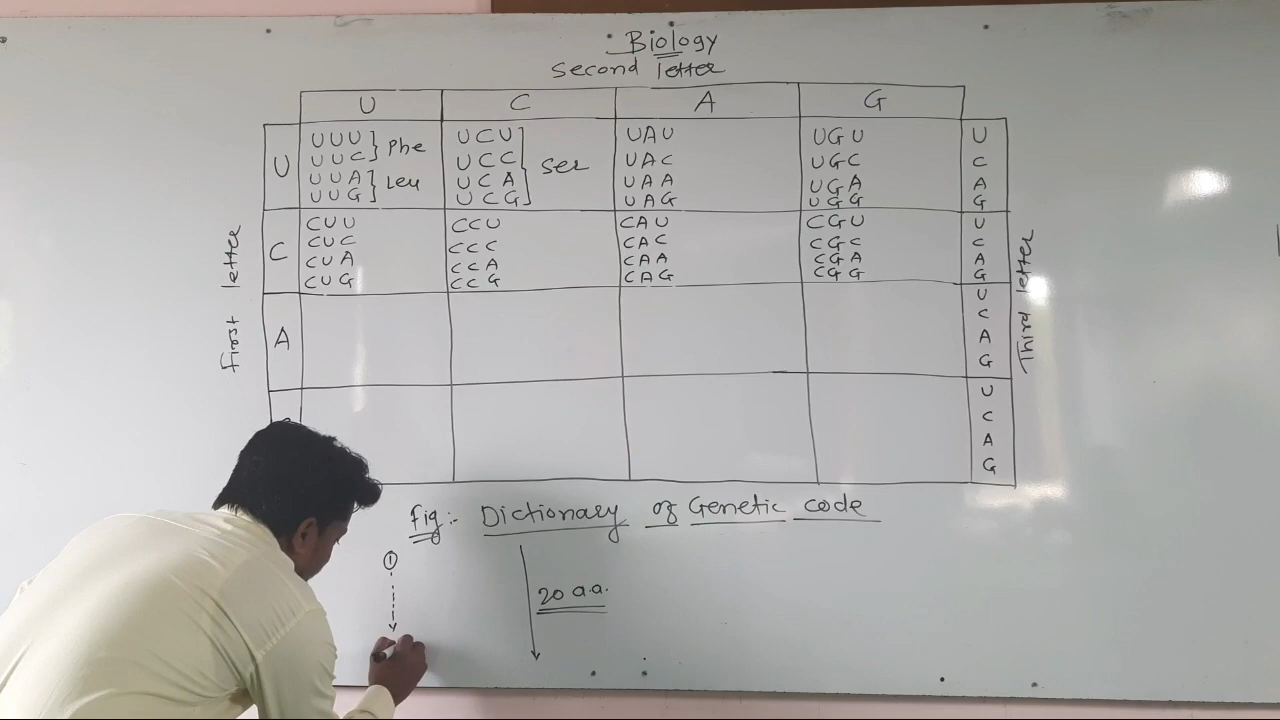 Biology
Second letter
U C A G
U
UUU UCU UAU UGU U
Phe
UUC UCC UAC UGC C
Ser
UUA UCA UAA UGA A
Leu
UUG UCG UAG UGG G
C
CUU CCU CAU CGU U
CUC CCC CAC CGC C
CUA CCA CAA CGA A
CUG CCG CAG CGG G
First letter
Third letter
A
U
C
A
G
U
C
A
G
Fig:- Dictionary of Genetic code
1
20 a.a.